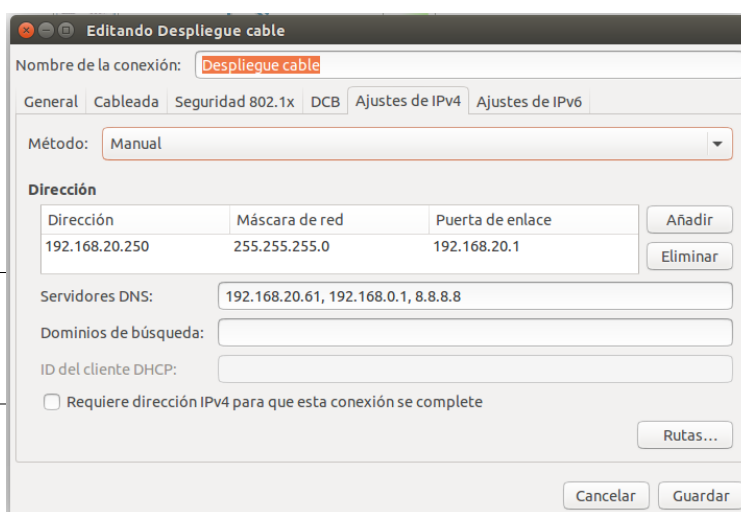 Editando Despliegue cable
Nombre de la conexión: Despliegue cable
General Cableada Seguridad 802.1x DCB Ajustes de IPv4 Ajustes de IPv6
Método: Manual
Dirección
Dirección Máscara de red Puerta de enlace Añadir
192.168.20.250 255.255.255.0 192.168.20.1 Eliminar
Servidores DNS: 192.168.20.61, 192.168.0.1, 8.8.8.8
Dominios de búsqueda:
ID del cliente DHCP:
Requiere dirección IPv4 para que esta conexión se complete
Rutas...
Cancelar Guardar